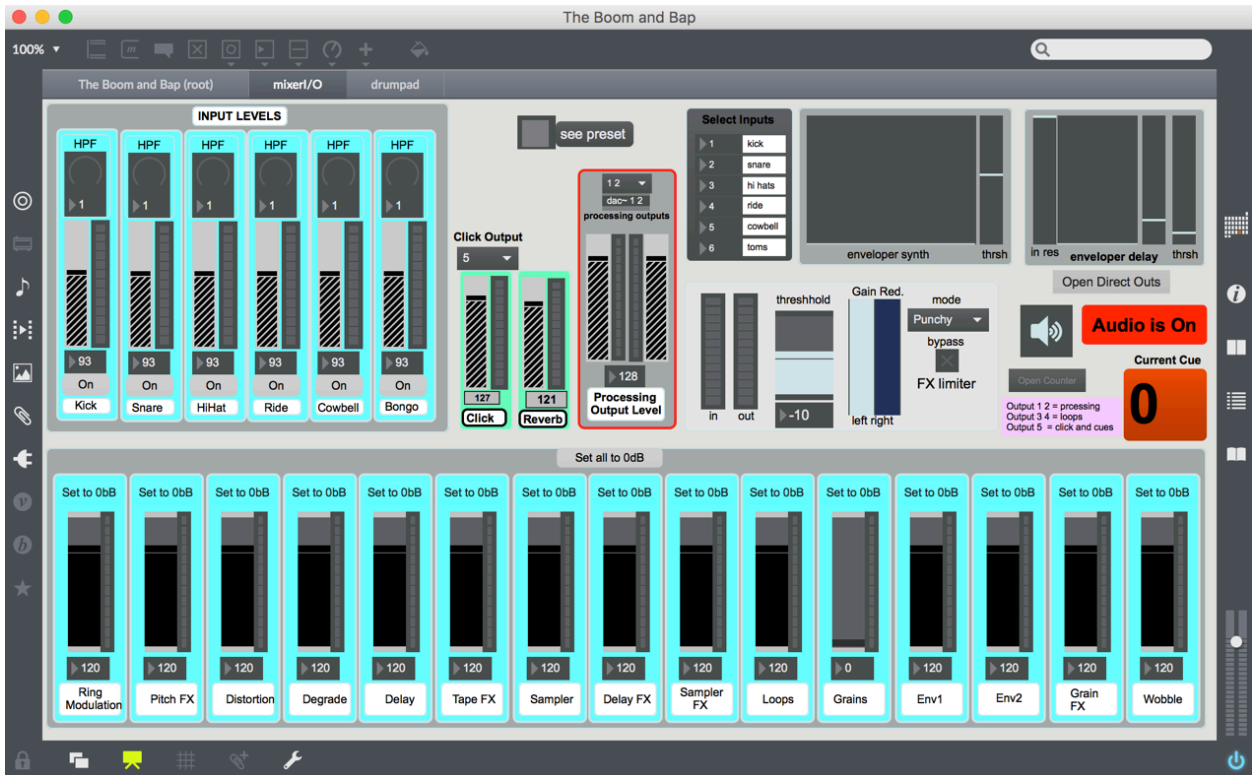 The Boom and Bap
100%
The Boom and Bap (root) mixerI/O drumpad
INPUT LEVELS
HPF HPF HPF HPF HPF HPF
1 1 1 1 1 1
93 93 93 93 93 93
On On On On On On
Kick Snare HiHat Ride Cowbell Bongo
see preset
Click Output
5
127 121
Click Reverb
1 2
dac~ 1 2
processing outputs
128
Processing
Output Level
Select Inputs
1 kick
2 snare
3 hi hats
4 ride
5 cowbell
6 toms
enveloper synth thrsh
in res enveloper delay thrsh
Open Direct Outs
in out
threshhold
-10
Gain Red.
left right
mode
Punchy
bypass
FX limiter
Audio is On
Open Counter
Current Cue
0
Output 1 2 = prcessing
Output 3 4 = loops
Output 5 = click and cues
Set all to 0dB
Set to 0bB Set to 0bB Set to 0bB Set to 0bB Set to 0bB Set to 0bB Set to 0bB Set to 0bB Set to 0bB Set to 0bB Set to 0bB Set to 0bB Set to 0bB Set to 0bB Set to 0bB
120 120 120 120 120 120 120 120 120 120 0 120 120 120 120
Ring
Modulation
Pitch FX
Distortion
Degrade
Delay
Tape FX
Sampler
Delay FX
Sampler
FX
Loops
Grains
Env1
Env2
Grain
FX
Wobble